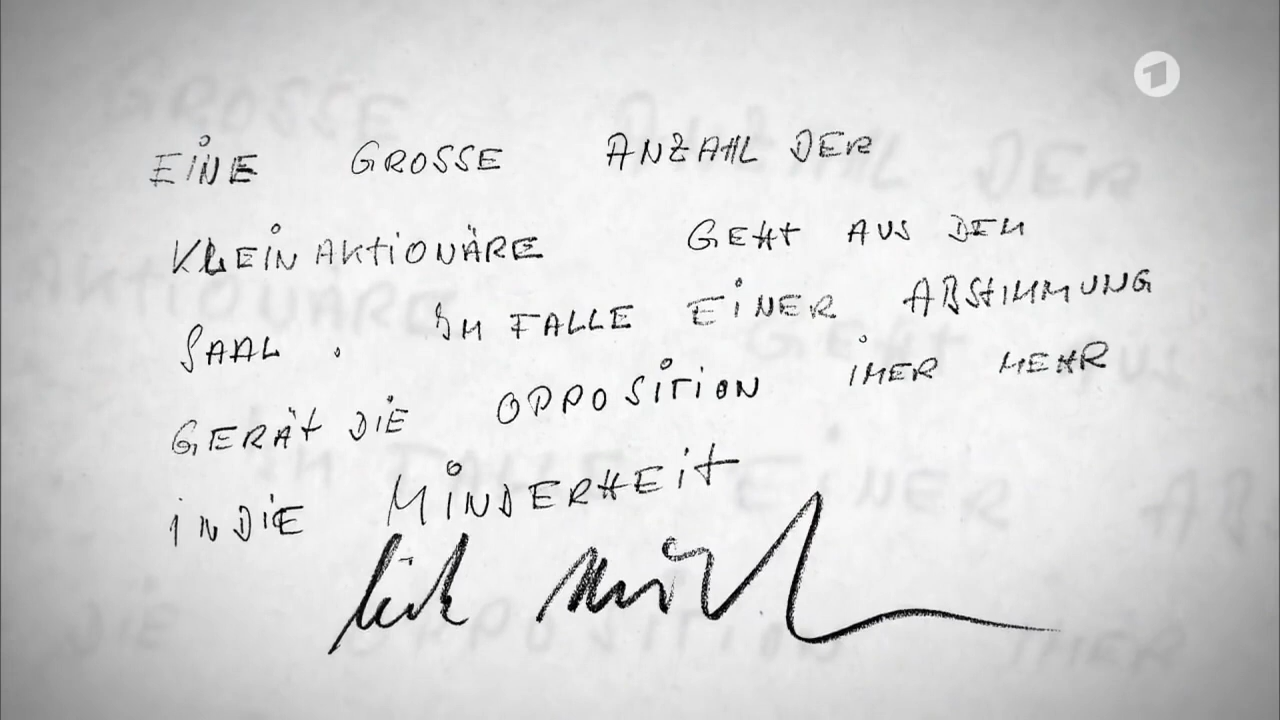 EINE GROSSE ANZAHL DER
KLEINAKTIONÄRE GEHT AUS DEM
SAAL. IM FALLE EINER ABSTIMMUNG
GERÄT DIE OPPOSITION IMER MEHR
IN DIE MINDERHEIT